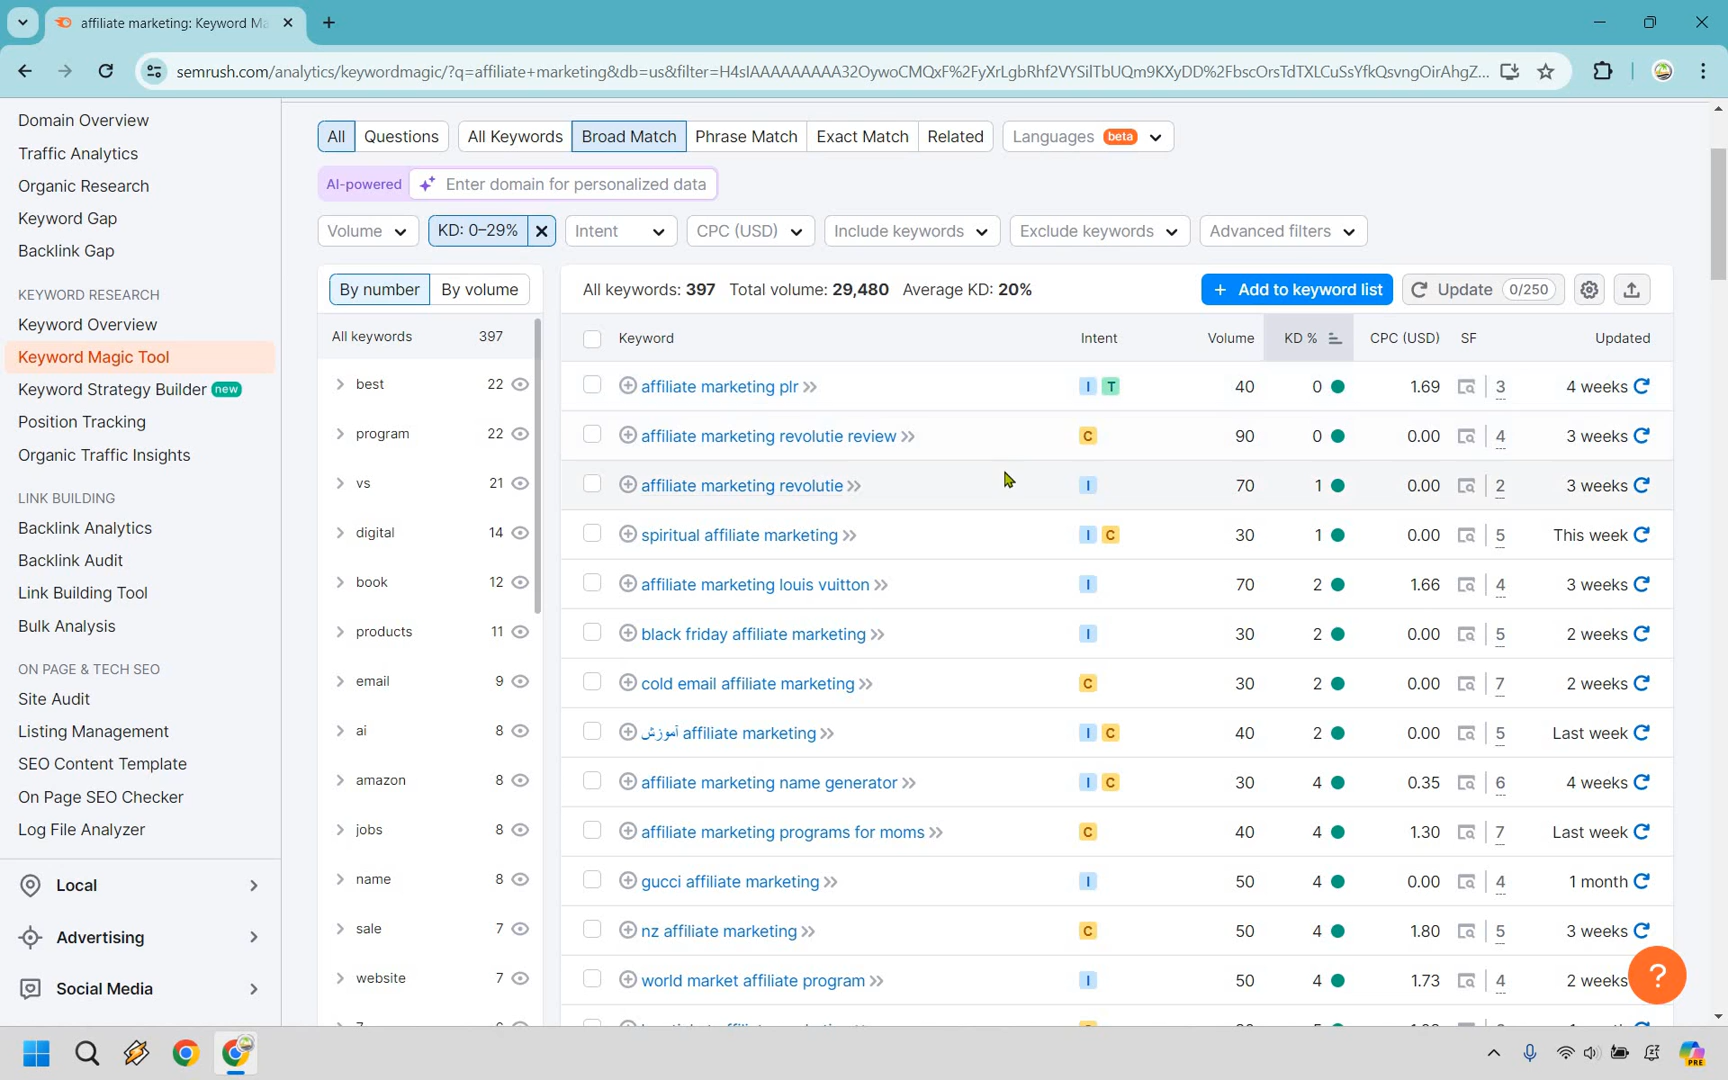 affiliate marketing: Keyword Ma
semrush.com/analytics/keywordmagic/?q=affiliate+marketing&db=us&filter=
Domain Overview
Traffic Analytics
Organic Research
Keyword Gap
Backlink Gap
KEYWORD RESEARCH
Keyword Overview
Keyword Magic Tool
Keyword Strategy Builder new
Position Tracking
Organic Traffic Insights
LINK BUILDING
Backlink Analytics
Backlink Audit
Link Building Tool
Bulk Analysis
ON PAGE & TECH SEO
Site Audit
Listing Management
SEO Content Template
On Page SEO Checker
Log File Analyzer
Local
Advertising
Social Media
All Questions All Keywords Broad Match Phrase Match Exact Match Related Languages beta
AI-powered Enter domain for personalized data
Volume KD: 0–29% Intent CPC (USD) Include keywords Exclude keywords Advanced filters
By number By volume
All keywords 397
best 22
program 22
vs 21
digital 14
book 12
products 11
email 9
ai 8
amazon 8
jobs 8
name 8
sale 7
website 7
All keywords: 397 Total volume: 29,480 Average KD: 20% + Add to keyword list Update 0/250
Keyword Intent Volume KD % CPC (USD) SF Updated
affiliate marketing plr I T 40 0 1.69 3 4 weeks
affiliate marketing revolutie review C 90 0 0.00 4 3 weeks
affiliate marketing revolutie I 70 1 0.00 2 3 weeks
spiritual affiliate marketing I C 30 1 0.00 5 This week
affiliate marketing louis vuitton I 70 2 1.66 4 3 weeks
black friday affiliate marketing I 30 2 0.00 5 2 weeks
cold email affiliate marketing C 30 2 0.00 7 2 weeks
آموزش affiliate marketing I C 40 2 0.00 5 Last week
affiliate marketing name generator I C 30 4 0.35 6 4 weeks
affiliate marketing programs for moms C 40 4 1.30 7 Last week
gucci affiliate marketing I 50 4 0.00 4 1 month
nz affiliate marketing C 50 4 1.80 5 3 weeks
world market affiliate program I 50 4 1.73 4 2 weeks
?
PRE